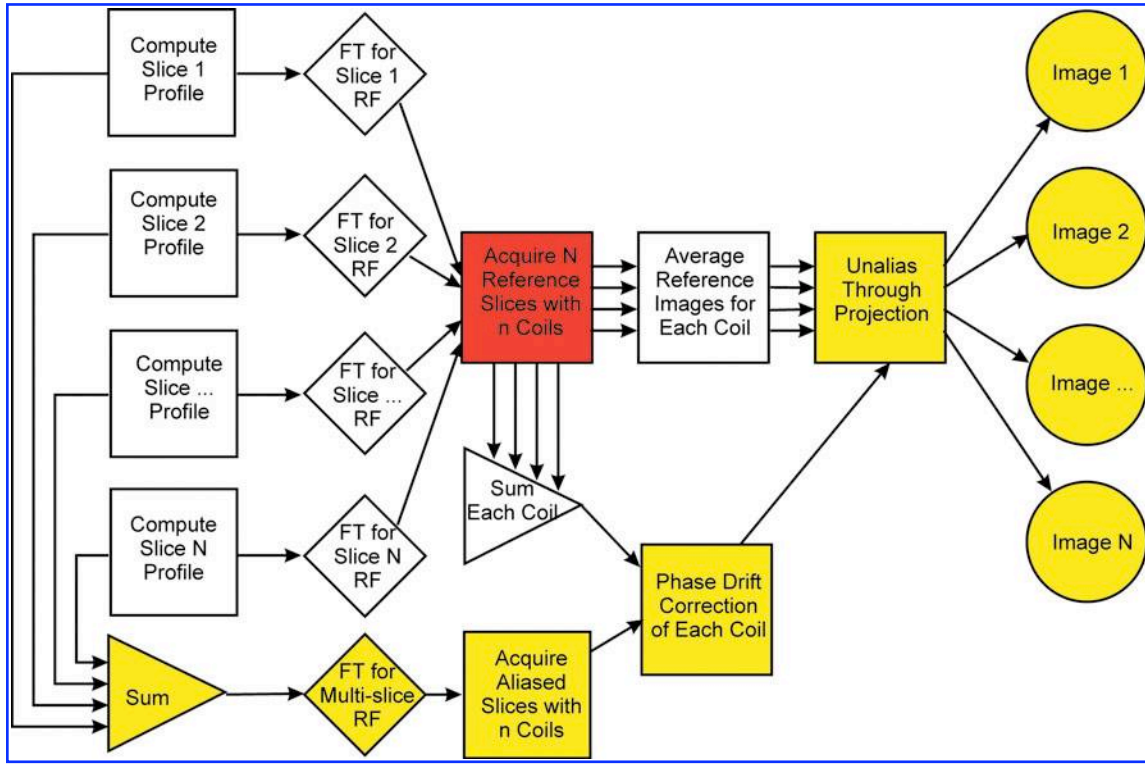 Compute
Slice 1
Profile
FT for
Slice 1
RF
Image 1
Compute
Slice 2
Profile
FT for
Slice 2
RF
Acquire N
Reference
Slices with
n Coils
Average
Reference
Images for
Each Coil
Unalias
Through
Projection
Image 2
Compute
Slice ...
Profile
FT for
Slice ...
RF
Image ...
Sum
Each Coil
Compute
Slice N
Profile
FT for
Slice N
RF
Image N
Phase Drift
Correction
of Each Coil
Sum
FT for
Multi-slice
RF
Acquire
Aliased
Slices with
n Coils